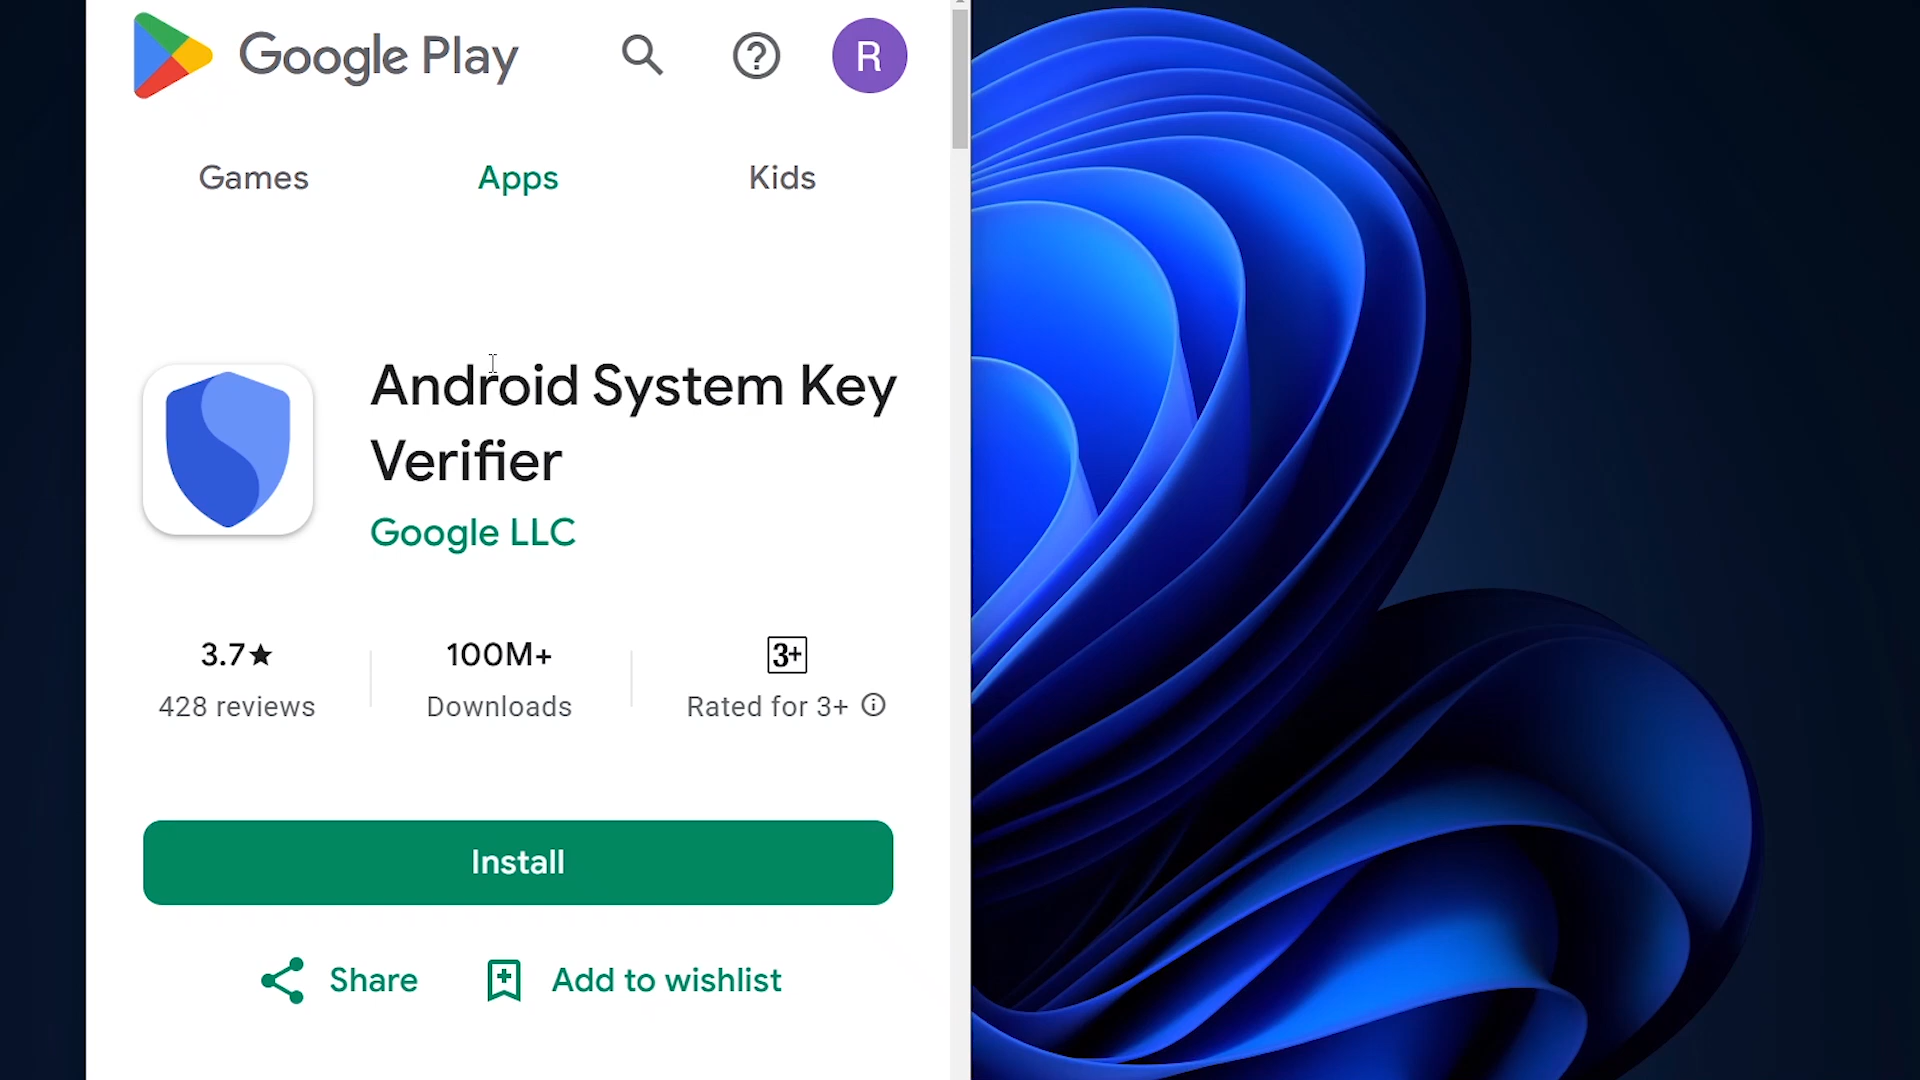 Google Play
R
Games Apps Kids
Android System Key
Verifier
Google LLC
3.7★ 100M+ 3+
428 reviews Downloads Rated for 3+
Install
Share Add to wishlist